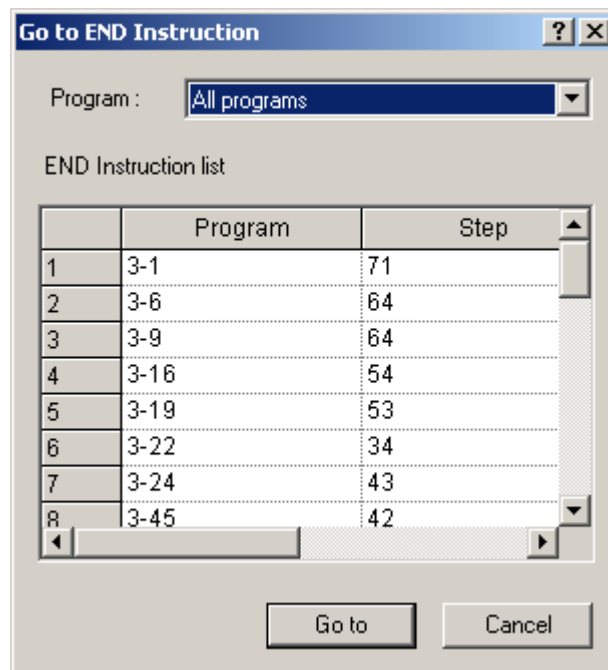 Go to END Instruction
Program : All programs
END Instruction list
Program Step
1 3-1 71
2 3-6 64
3 3-9 64
4 3-16 54
5 3-19 53
6 3-22 34
7 3-24 43
8 3-45 42
Go to Cancel